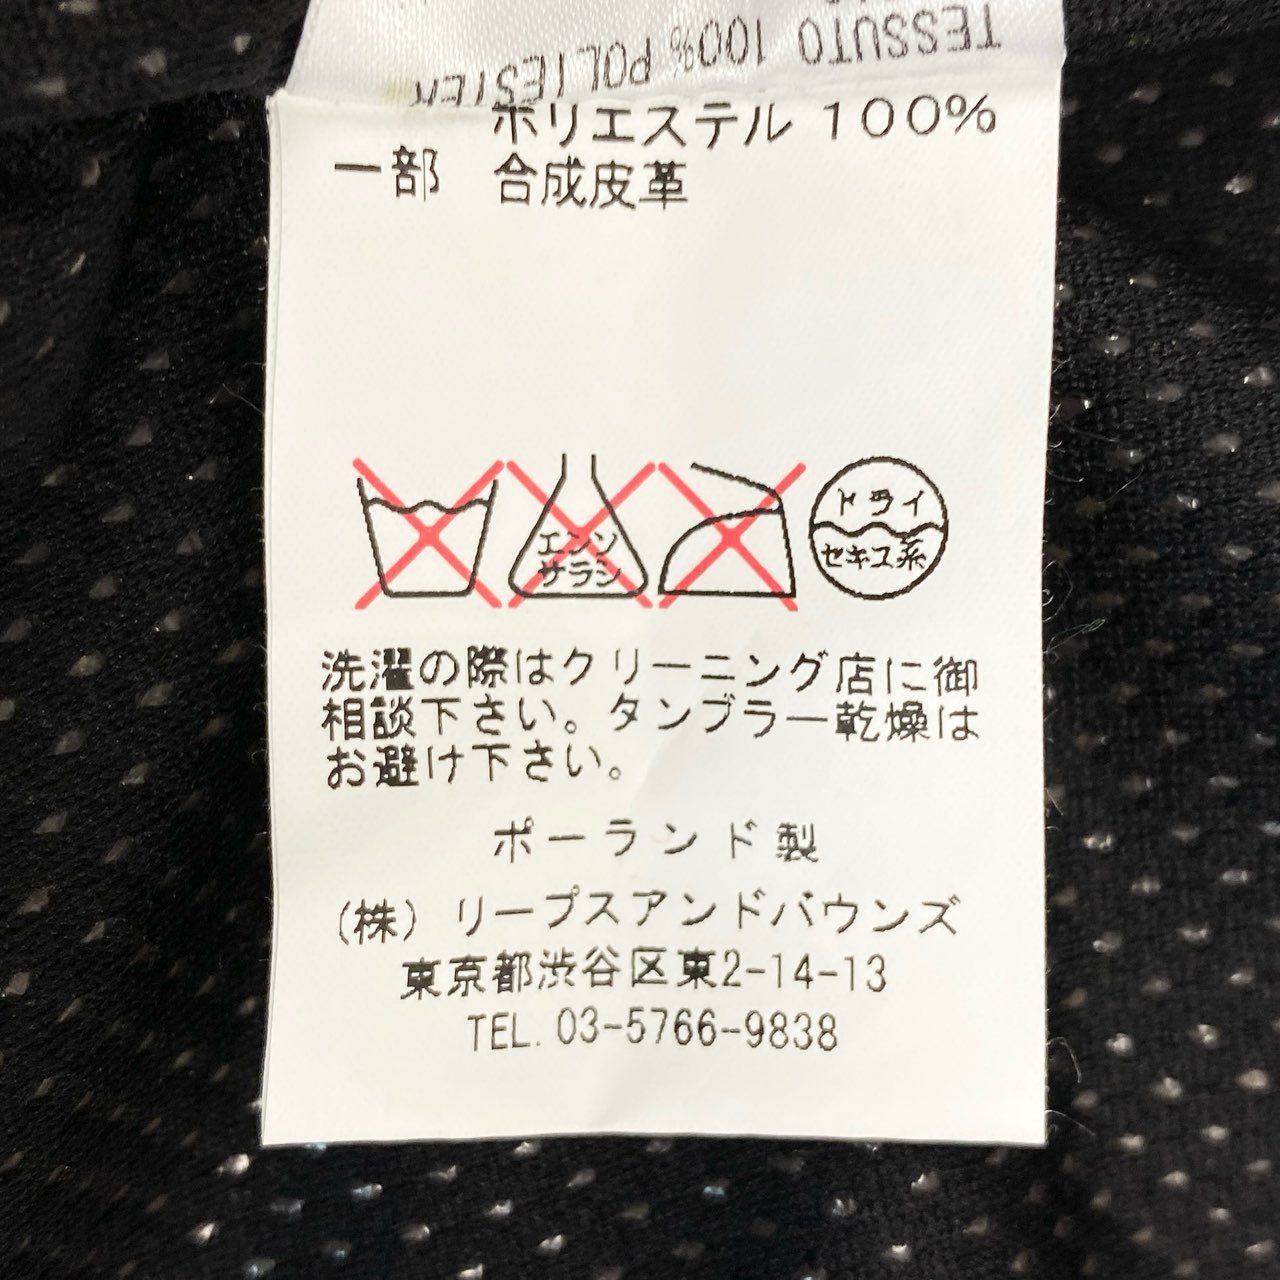 TESSUTO 100% POLIESTER
ポリエステル 100%
一部 合成皮革
エンソ
サラシ
ドライ
セキユ系
洗濯の際はクリーニング店に御
相談下さい。タンブラー乾燥は
お避け下さい。
ポーランド製
(株) リープスアンドバウンズ
東京都渋谷区東2-14-13
TEL. 03-5766-9838